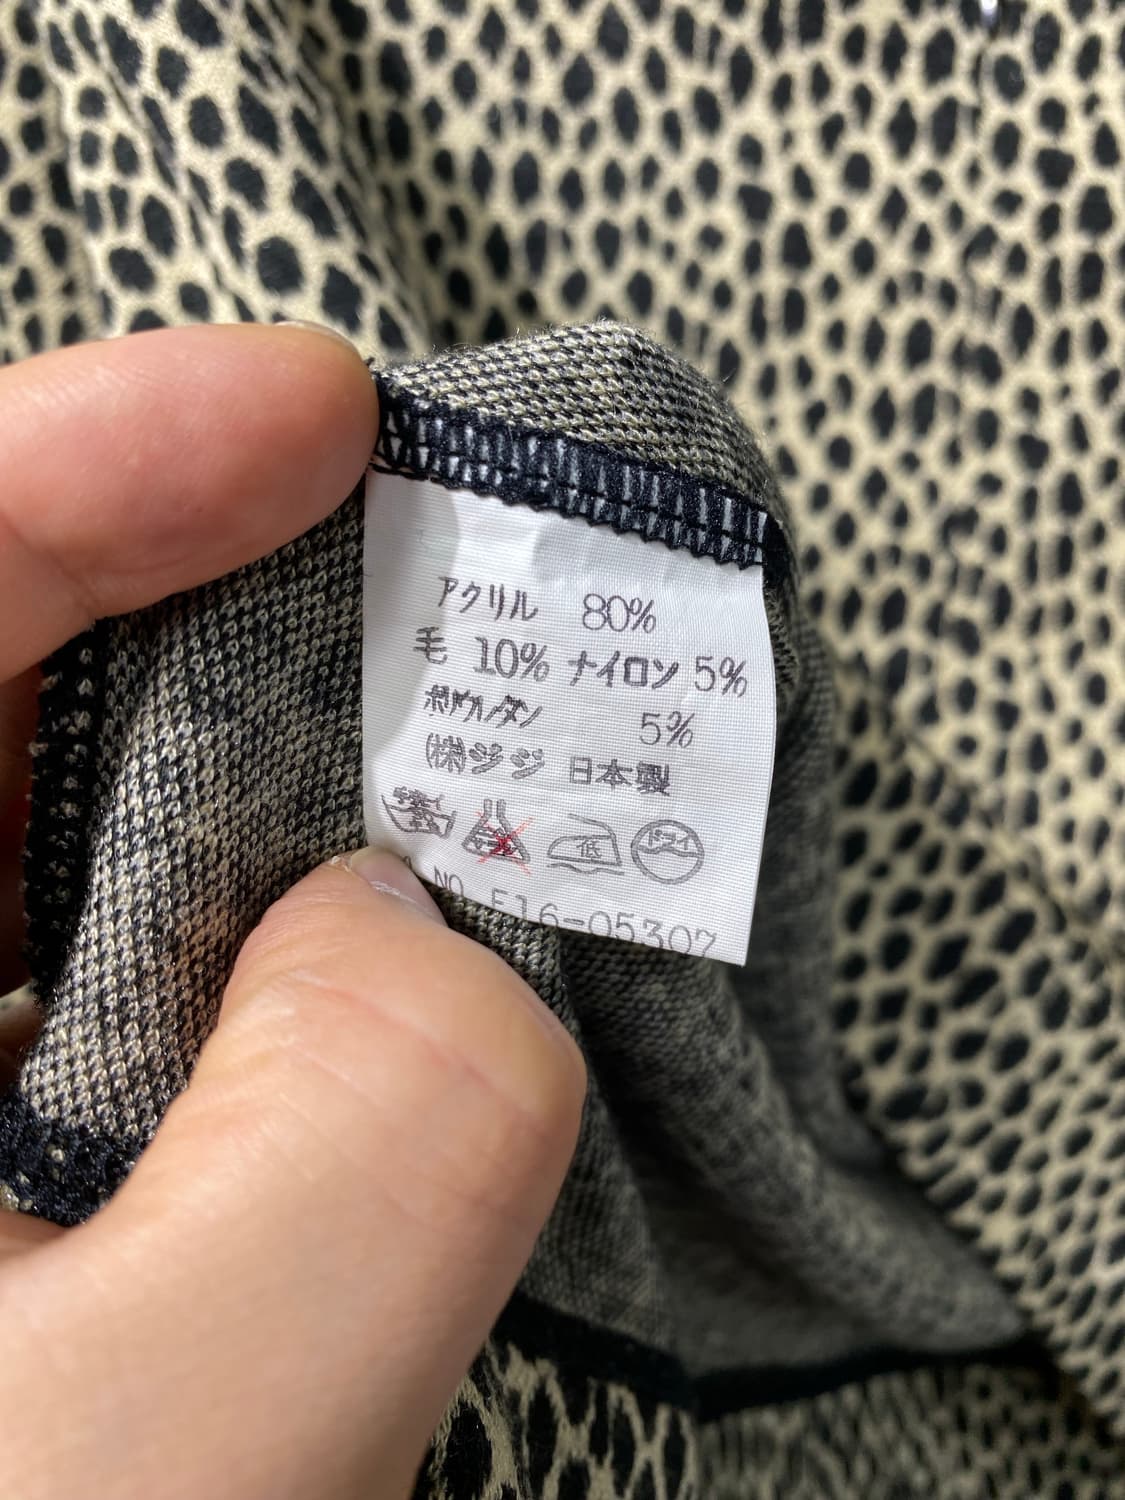 アクリル 80%
毛 10% ナイロン 5%
ポリウレタン 5%
(株)ジジ 日本製
低 ドライ
NO. F16-05307